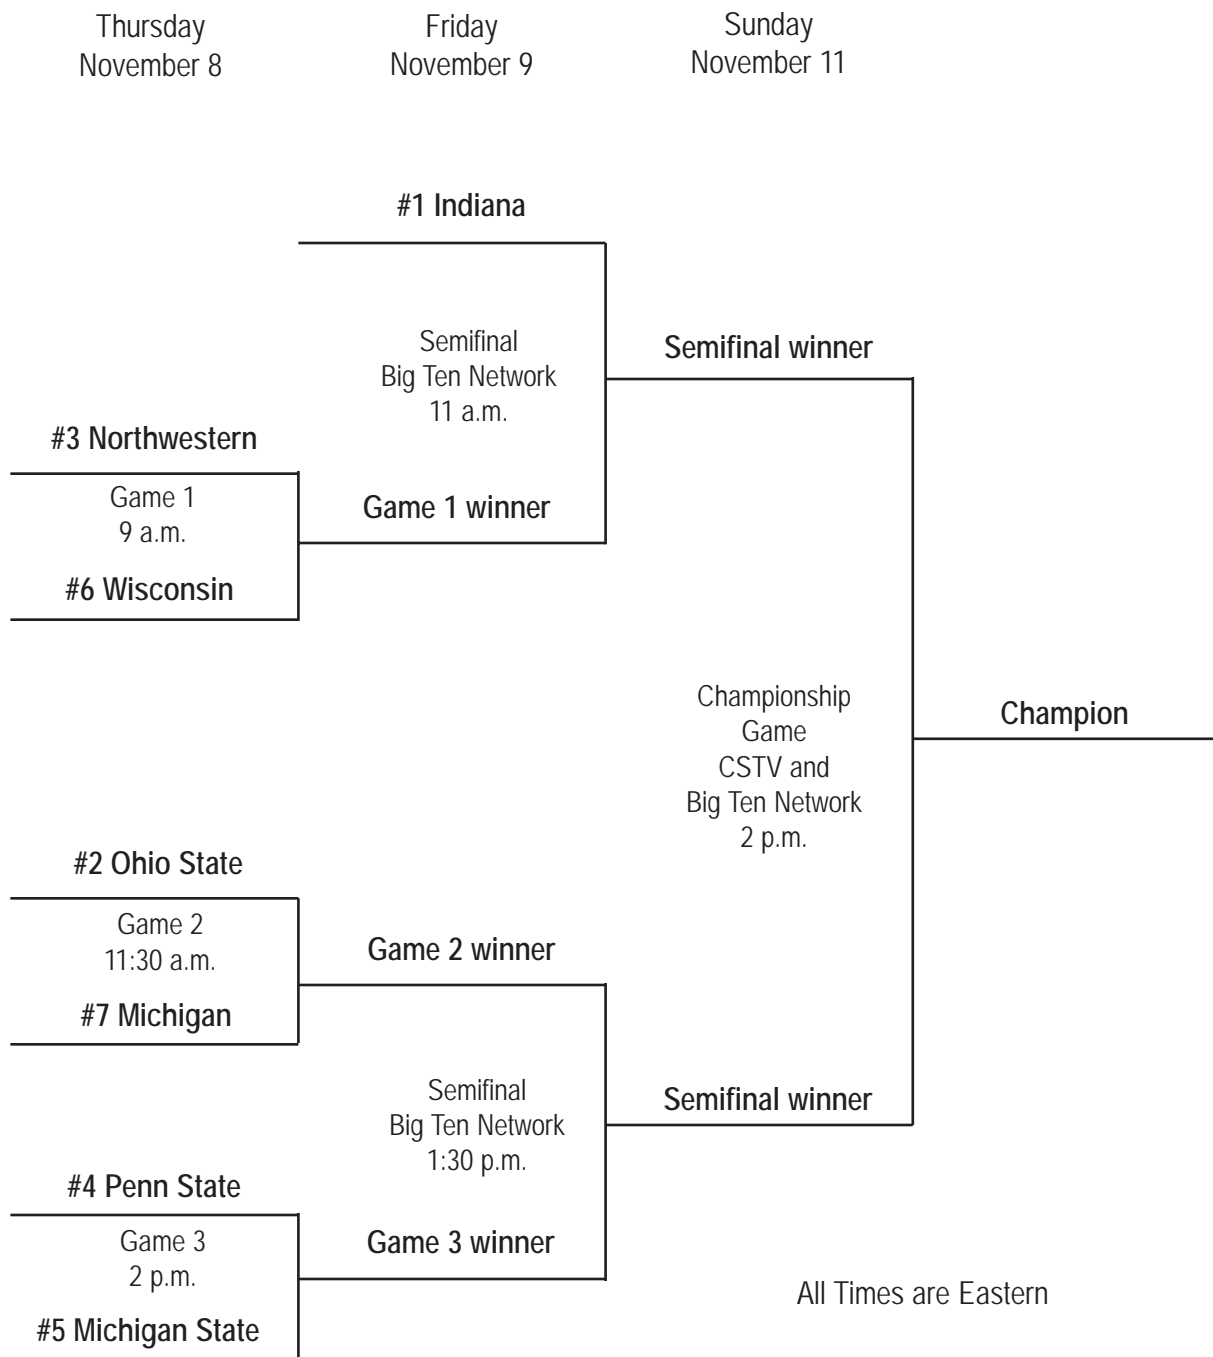 Thursday
November 8
Friday
November 9
Sunday
November 11
#1 Indiana
Semifinal
Big Ten Network
11 a.m.
Semifinal winner
#3 Northwestern
Game 1
9 a.m.
Game 1 winner
#6 Wisconsin
Championship
Game
CSTV and
Big Ten Network
2 p.m.
Champion
#2 Ohio State
Game 2
11:30 a.m.
Game 2 winner
#7 Michigan
Semifinal
Big Ten Network
1:30 p.m.
Semifinal winner
#4 Penn State
Game 3
2 p.m.
Game 3 winner
#5 Michigan State
All Times are Eastern